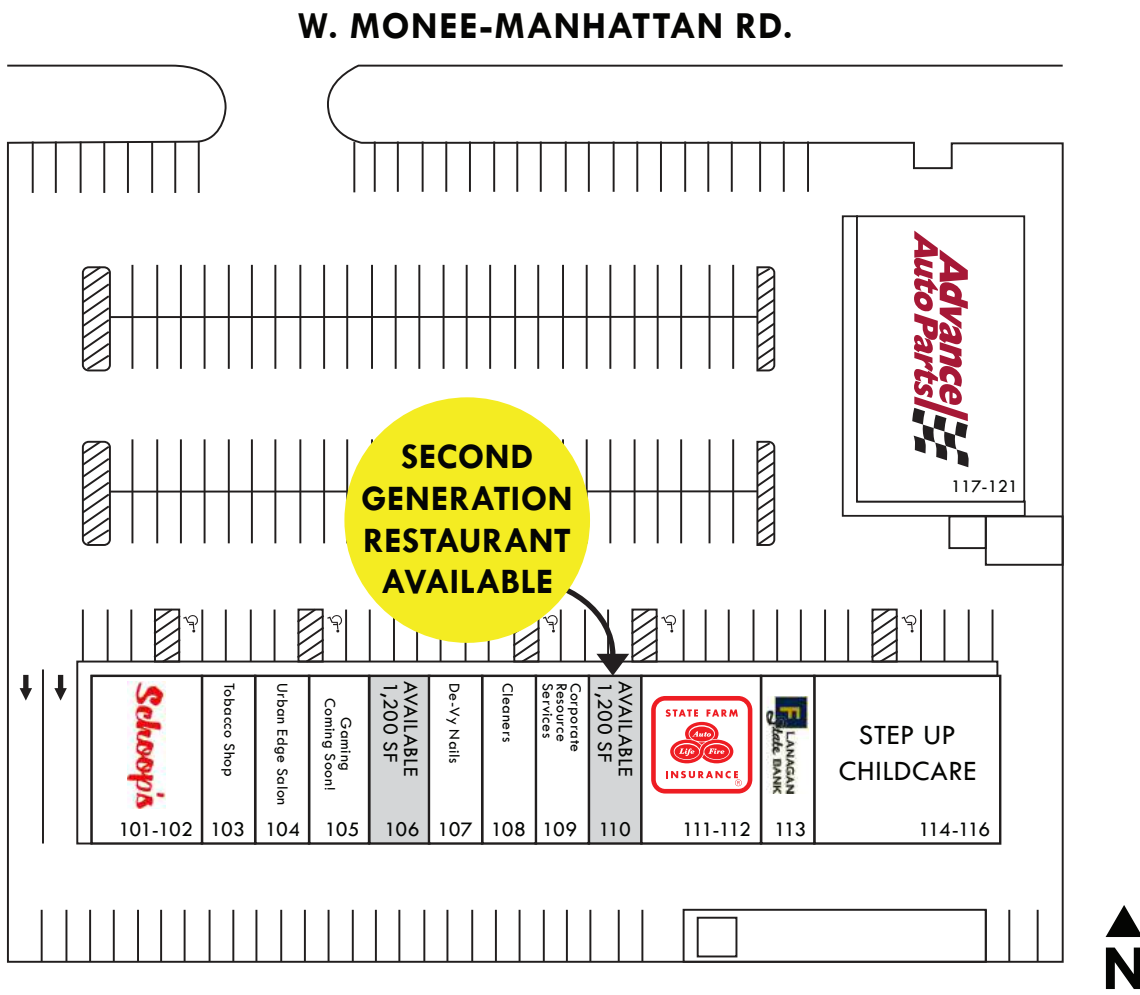 W. MONEE-MANHATTAN RD.
Advance
Auto Parts
117-121
SECOND
GENERATION
RESTAURANT
AVAILABLE
Schoop's
101-102
Tobacco Shop
103
Urban Edge Salon
104
Gaming
Coming Soon!
105
AVAILABLE
1,200 SF
106
De-Vy Nails
107
Cleaners
108
Corporate
Resource
Services
109
AVAILABLE
1,200 SF
110
STATE FARM
Auto
Life Fire
INSURANCE
®
111-112
FLANAGAN
State BANK
113
STEP UP
CHILDCARE
114-116
N